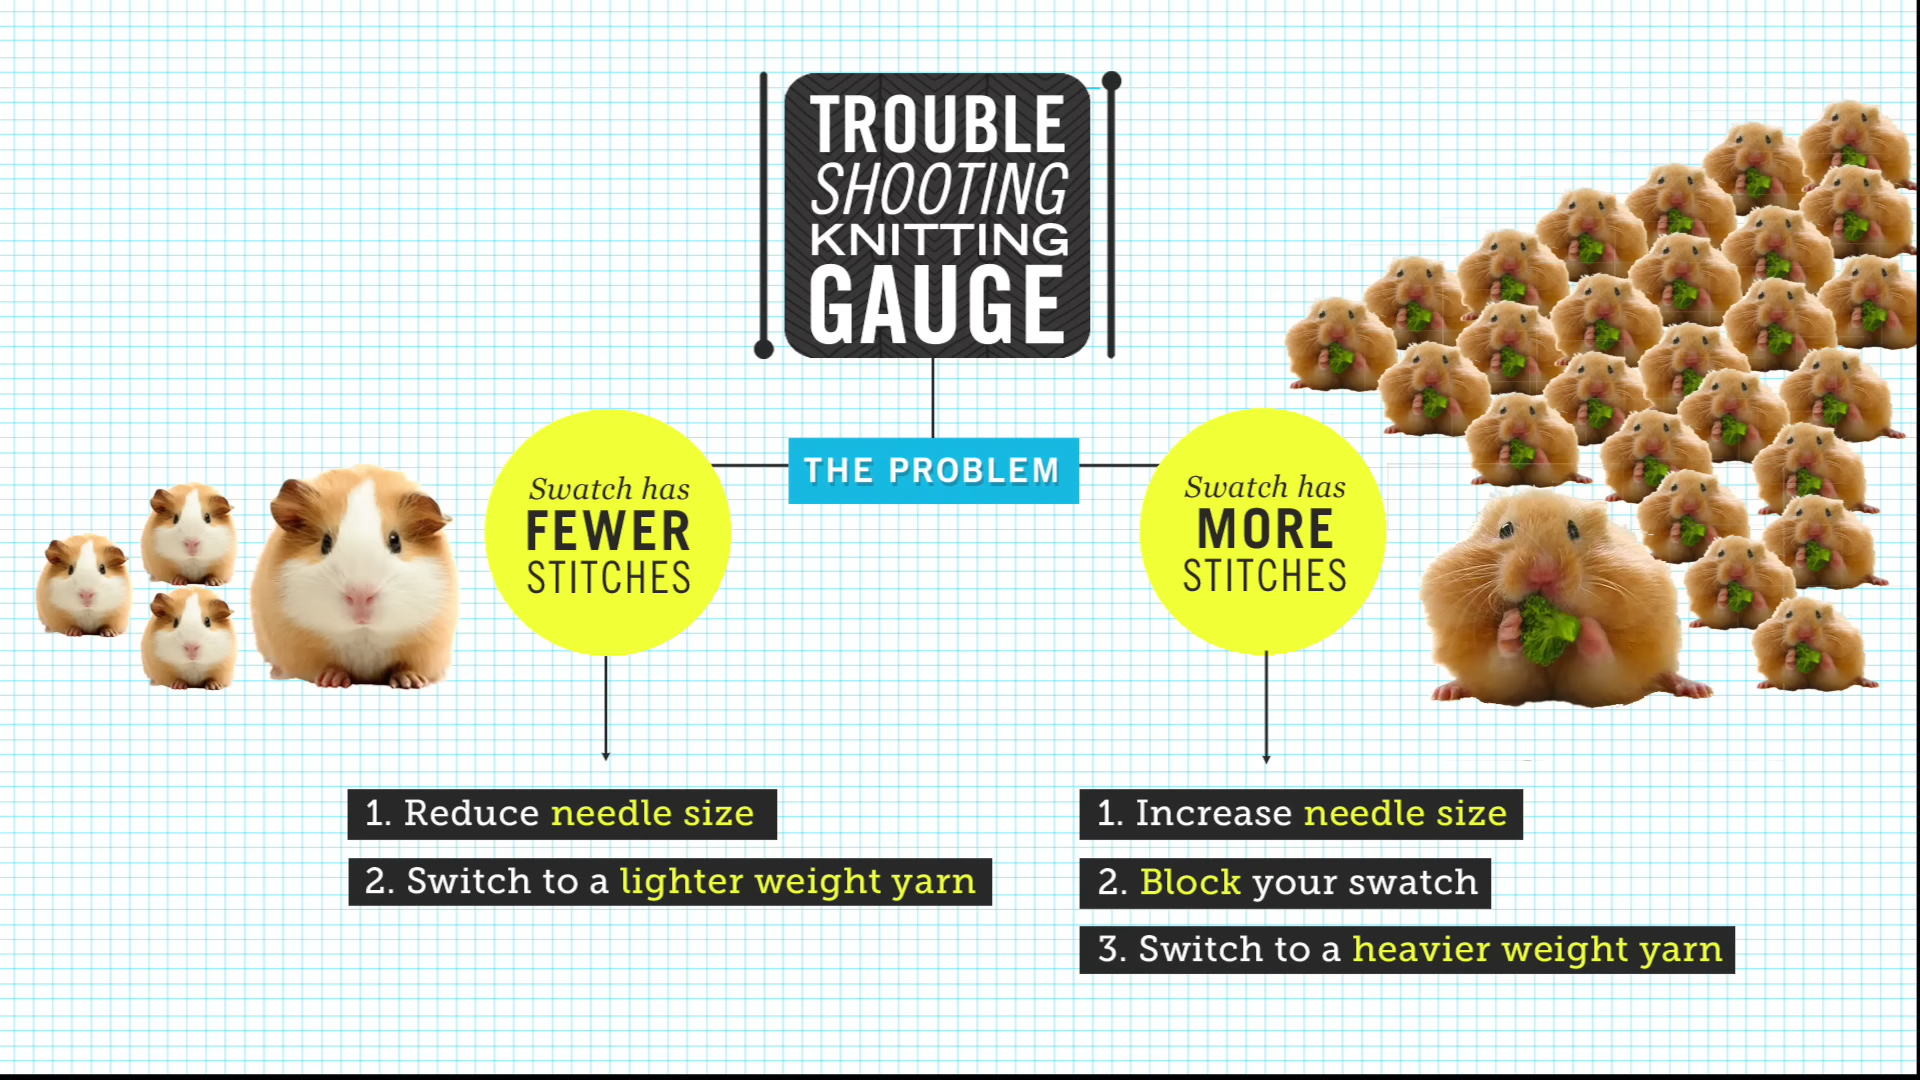 TROUBLE
SHOOTING
KNITTING
GAUGE
THE PROBLEM
Swatch has
FEWER
STITCHES
Swatch has
MORE
STITCHES
1. Reduce needle size
2. Switch to a lighter weight yarn
1. Increase needle size
2. Block your swatch
3. Switch to a heavier weight yarn